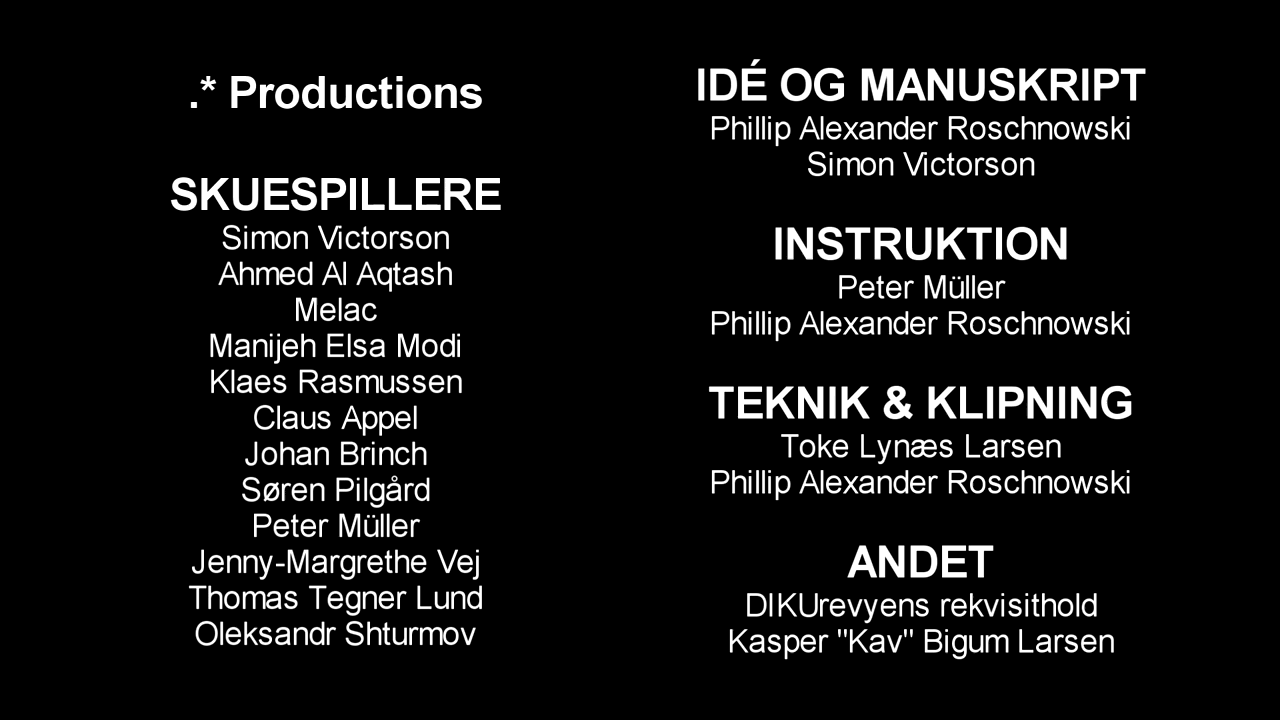 .* Productions
SKUESPILLERE
Simon Victorson
Ahmed Al Aqtash
Melac
Manijeh Elsa Modi
Klaes Rasmussen
Claus Appel
Johan Brinch
Søren Pilgård
Peter Müller
Jenny-Margrethe Vej
Thomas Tegner Lund
Oleksandr Shturmov
IDÉ OG MANUSKRIPT
Phillip Alexander Roschnowski
Simon Victorson
INSTRUKTION
Peter Müller
Phillip Alexander Roschnowski
TEKNIK & KLIPNING
Toke Lynæs Larsen
Phillip Alexander Roschnowski
ANDET
DIKUrevyens rekvisithold
Kasper "Kav" Bigum Larsen